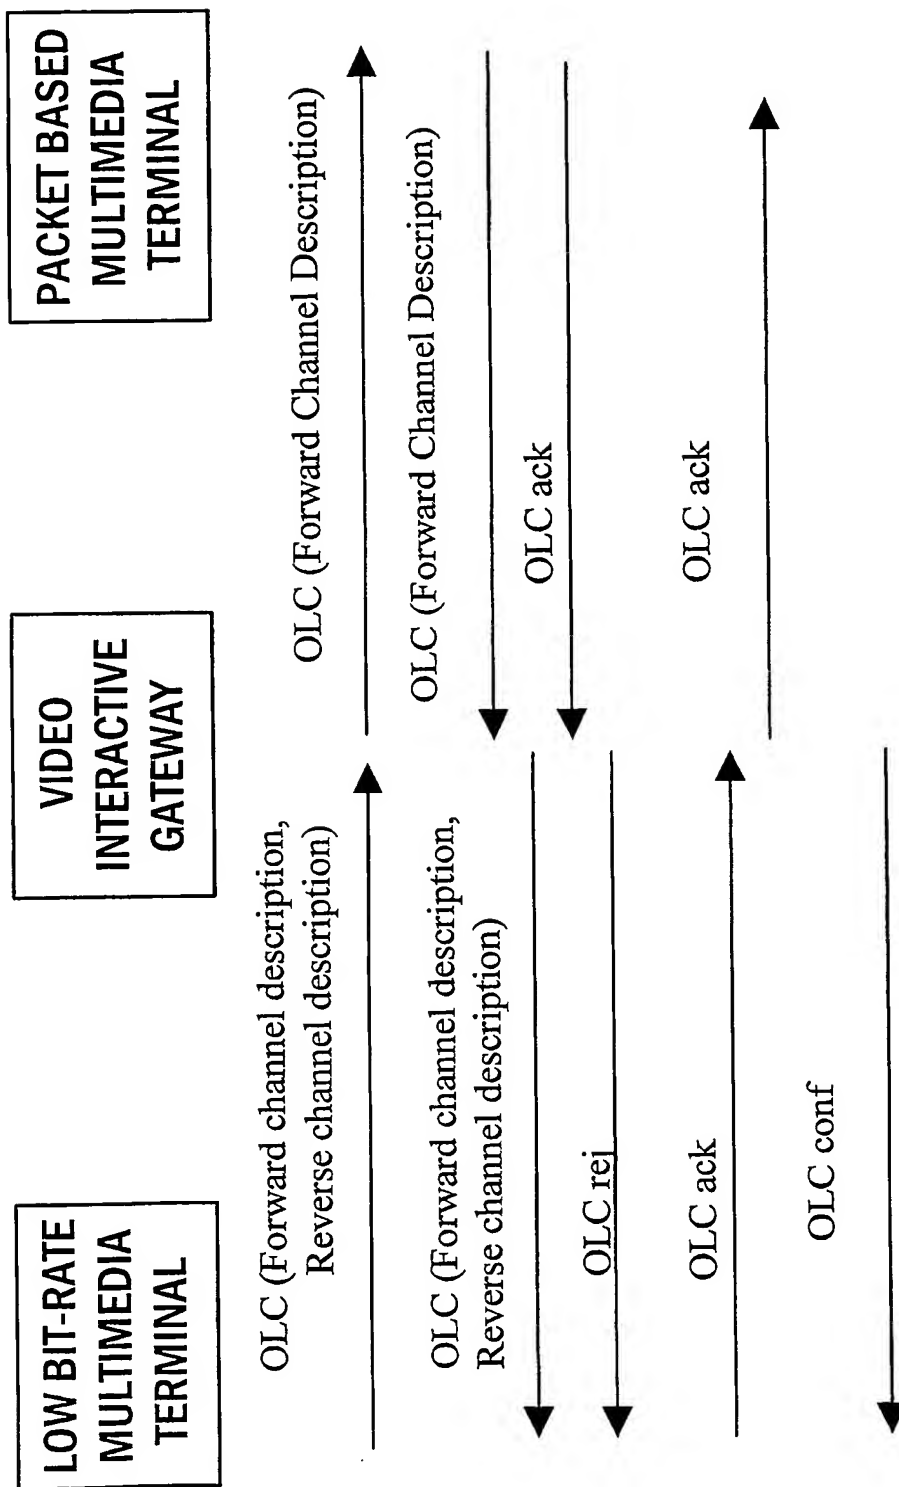 LOW BIT-RATE
MULTIMEDIA
TERMINAL
VIDEO
INTERACTIVE
GATEWAY
PACKET BASED
MULTIMEDIA
TERMINAL
OLC (Forward channel description,
Reverse channel description)
OLC (Forward Channel Description)
OLC (Forward Channel Description)
OLC (Forward channel description,
Reverse channel description)
OLC ack
OLC rej
OLC ack
OLC ack
OLC conf